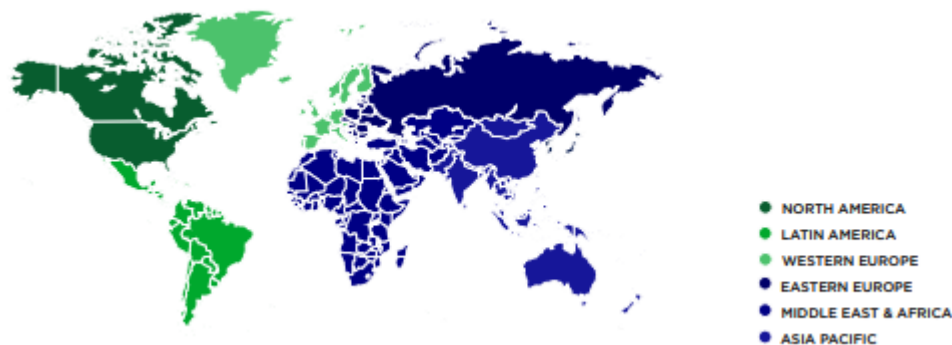 NORTH AMERICA
LATIN AMERICA
WESTERN EUROPE
EASTERN EUROPE
MIDDLE EAST & AFRICA
ASIA PACIFIC